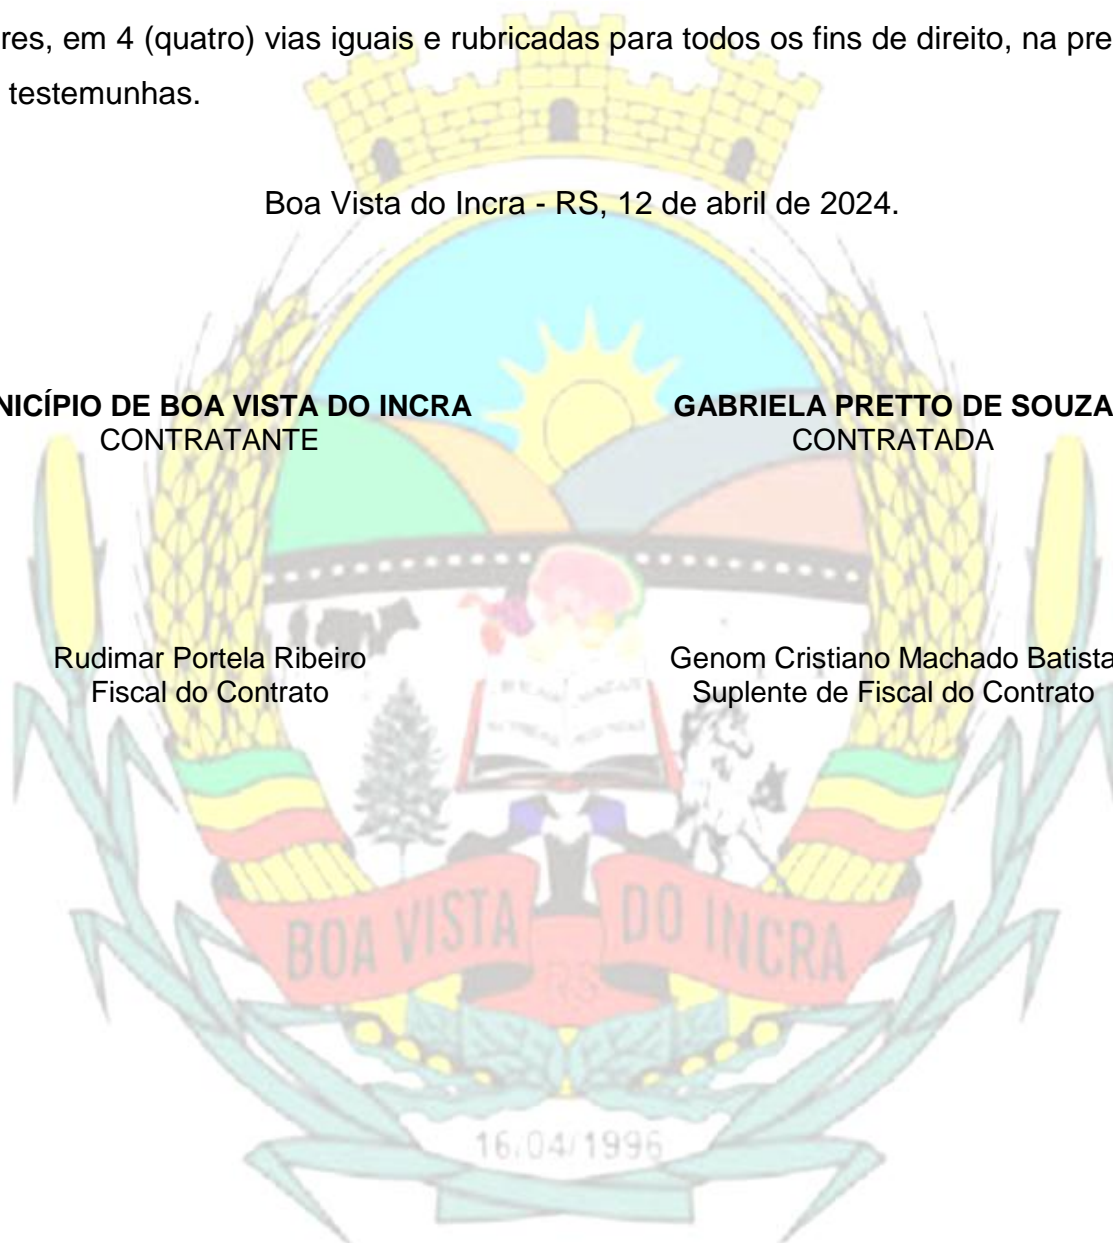 res, em 4 (quatro) vias iguais e rubricadas para todos os fins de direito, na pre
testemunhas.
Boa Vista do Incra - RS, 12 de abril de 2024.
NICÍPIO DE BOA VISTA DO INCRA
CONTRATANTE
GABRIELA PRETTO DE SOUZA
CONTRATADA
Rudimar Portela Ribeiro
Fiscal do Contrato
Genom Cristiano Machado Batista
Suplente de Fiscal do Contrato
BOA VISTA DO INCRA
RS
16/04/1996